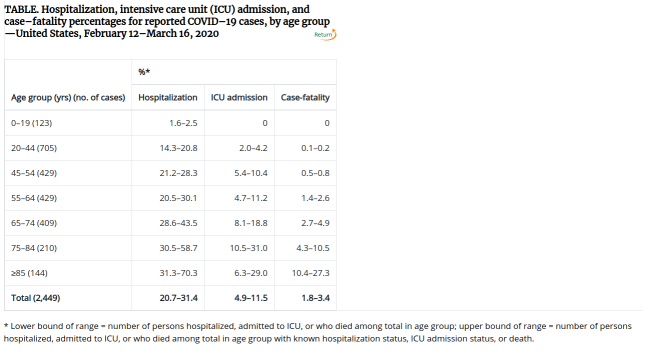 TABLE. Hospitalization, intensive care unit (ICU) admission, and
case–fatality percentages for reported COVID–19 cases, by age group
—United States, February 12–March 16, 2020
Return
%*
Age group (yrs) (no. of cases) Hospitalization ICU admission Case-fatality
0–19 (123) 1.6–2.5 0 0
20–44 (705) 14.3–20.8 2.0–4.2 0.1–0.2
45–54 (429) 21.2–28.3 5.4–10.4 0.5–0.8
55–64 (429) 20.5–30.1 4.7–11.2 1.4–2.6
65–74 (409) 28.6–43.5 8.1–18.8 2.7–4.9
75–84 (210) 30.5–58.7 10.5–31.0 4.3–10.5
≥85 (144) 31.3–70.3 6.3–29.0 10.4–27.3
Total (2,449) 20.7–31.4 4.9–11.5 1.8–3.4
* Lower bound of range = number of persons hospitalized, admitted to ICU, or who died among total in age group; upper bound of range = number of persons
hospitalized, admitted to ICU, or who died among total in age group with known hospitalization status, ICU admission status, or death.